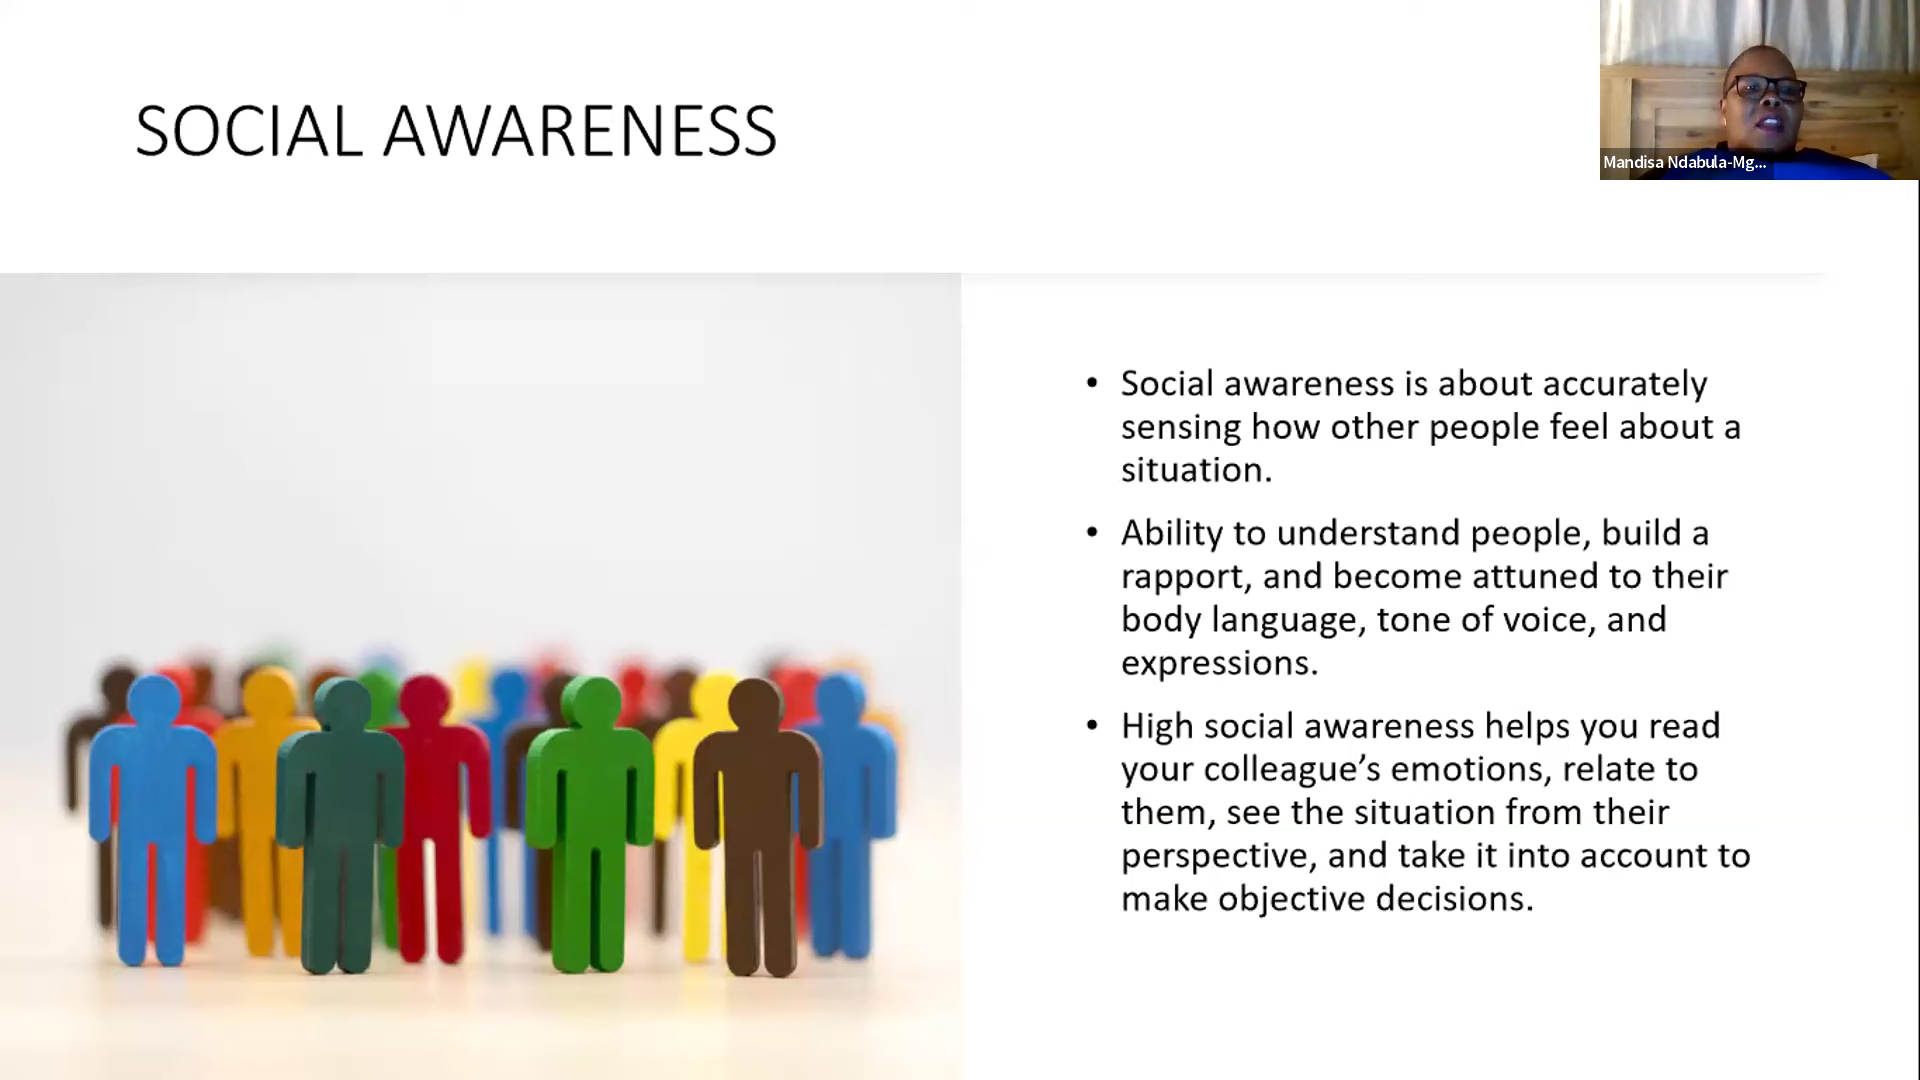 SOCIAL AWARENESS
Mandisa Ndabula-Mg...
• Social awareness is about accurately
sensing how other people feel about a
situation.
• Ability to understand people, build a
rapport, and become attuned to their
body language, tone of voice, and
expressions.
• High social awareness helps you read
your colleague’s emotions, relate to
them, see the situation from their
perspective, and take it into account to
make objective decisions.